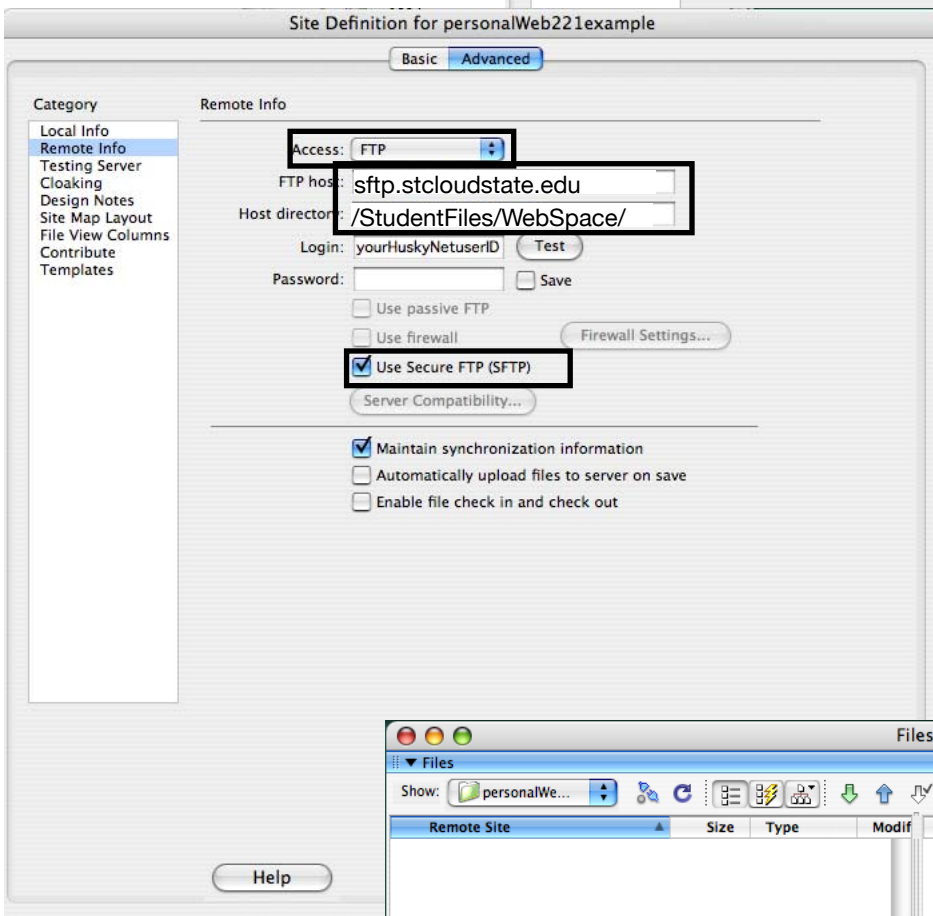 Site Definition for personalWeb221example
Basic Advanced
Category
Local Info
Remote Info
Testing Server
Cloaking
Design Notes
Site Map Layout
File View Columns
Contribute
Templates
Remote Info
Access: FTP
FTP host: sftp.stcloudstate.edu
Host directory: /StudentFiles/WebSpace/
Login: yourHuskyNetuserID Test
Password: Save
Use passive FTP
Use firewall Firewall Settings...
Use Secure FTP (SFTP)
Server Compatibility...
Maintain synchronization information
Automatically upload files to server on save
Enable file check in and check out
Help
Files
Files
Show: personalWe...
Remote Site Size Type Modif